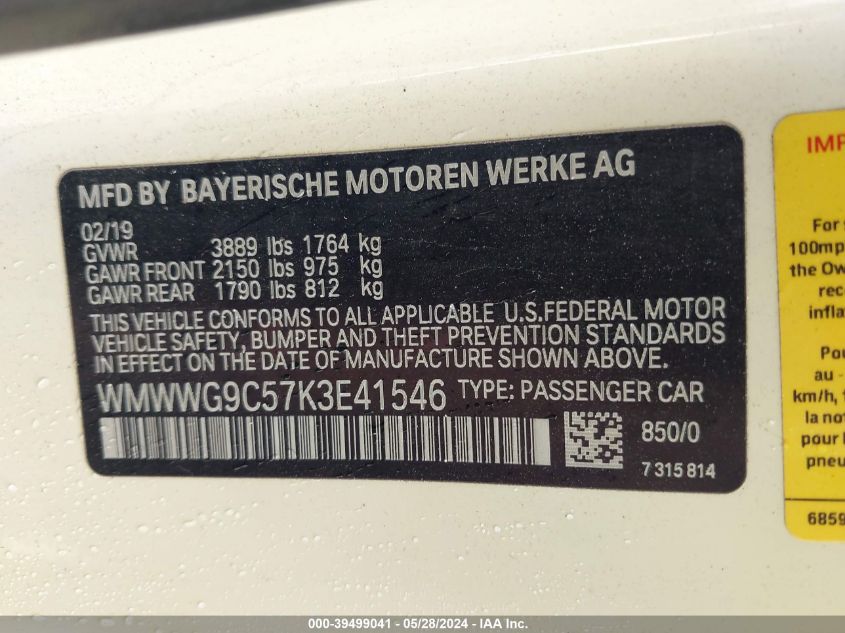 MFD BY BAYERISCHE MOTOREN WERKE AG
02/19
GVWR 3889 lbs 1764 kg
GAWR FRONT 2150 lbs 975 kg
GAWR REAR 1790 lbs 812 kg
THIS VEHICLE CONFORMS TO ALL APPLICABLE U.S.FEDERAL MOTOR
VEHICLE SAFETY, BUMPER AND THEFT PREVENTION STANDARDS
IN EFFECT ON THE DATE OF MANUFACTURE SHOWN ABOVE.
WMWWG9C57K3E41546 TYPE: PASSENGER CAR
850/0
7 315 814
IMP
For
100mp
the Ow
rec
infla
Pou
au -
km/h,
la not
pour
pneu
6859
000-39499041 - 05/28/2024 - IAA Inc.